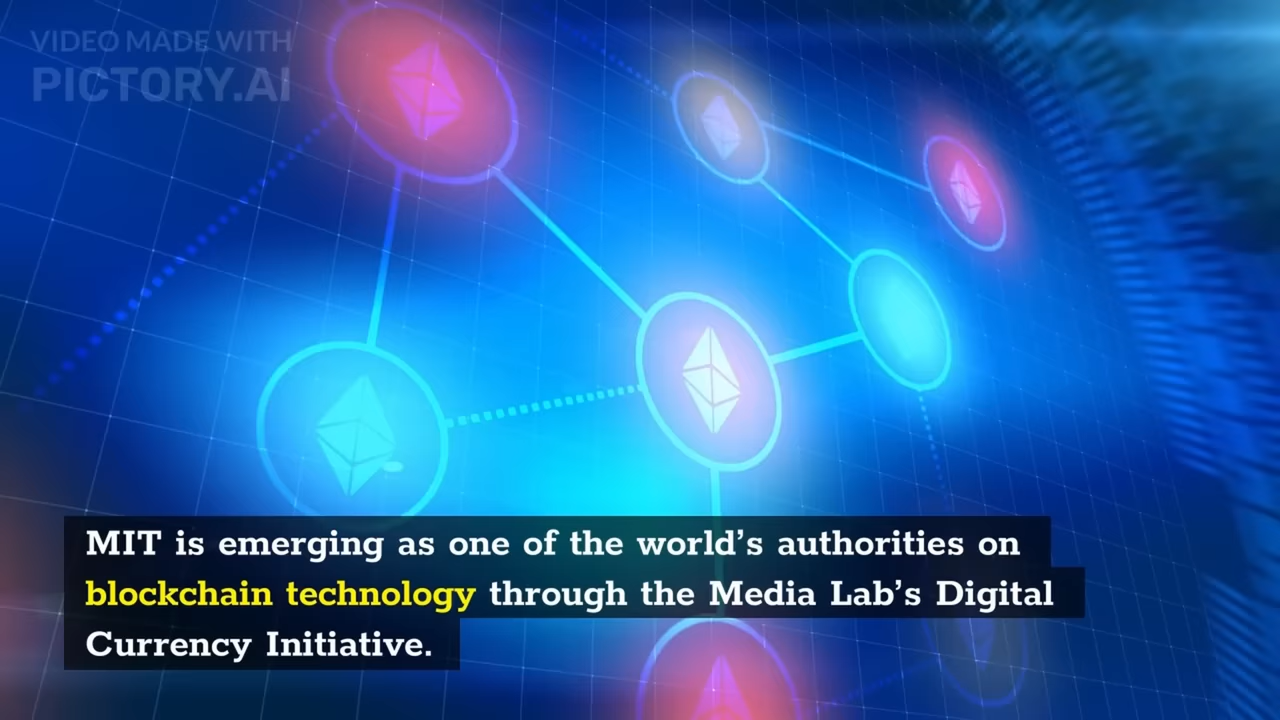 VIDEO MADE WITH
PICTORY.AI
MIT is emerging as one of the world’s authorities on
blockchain technology through the Media Lab’s Digital
Currency Initiative.